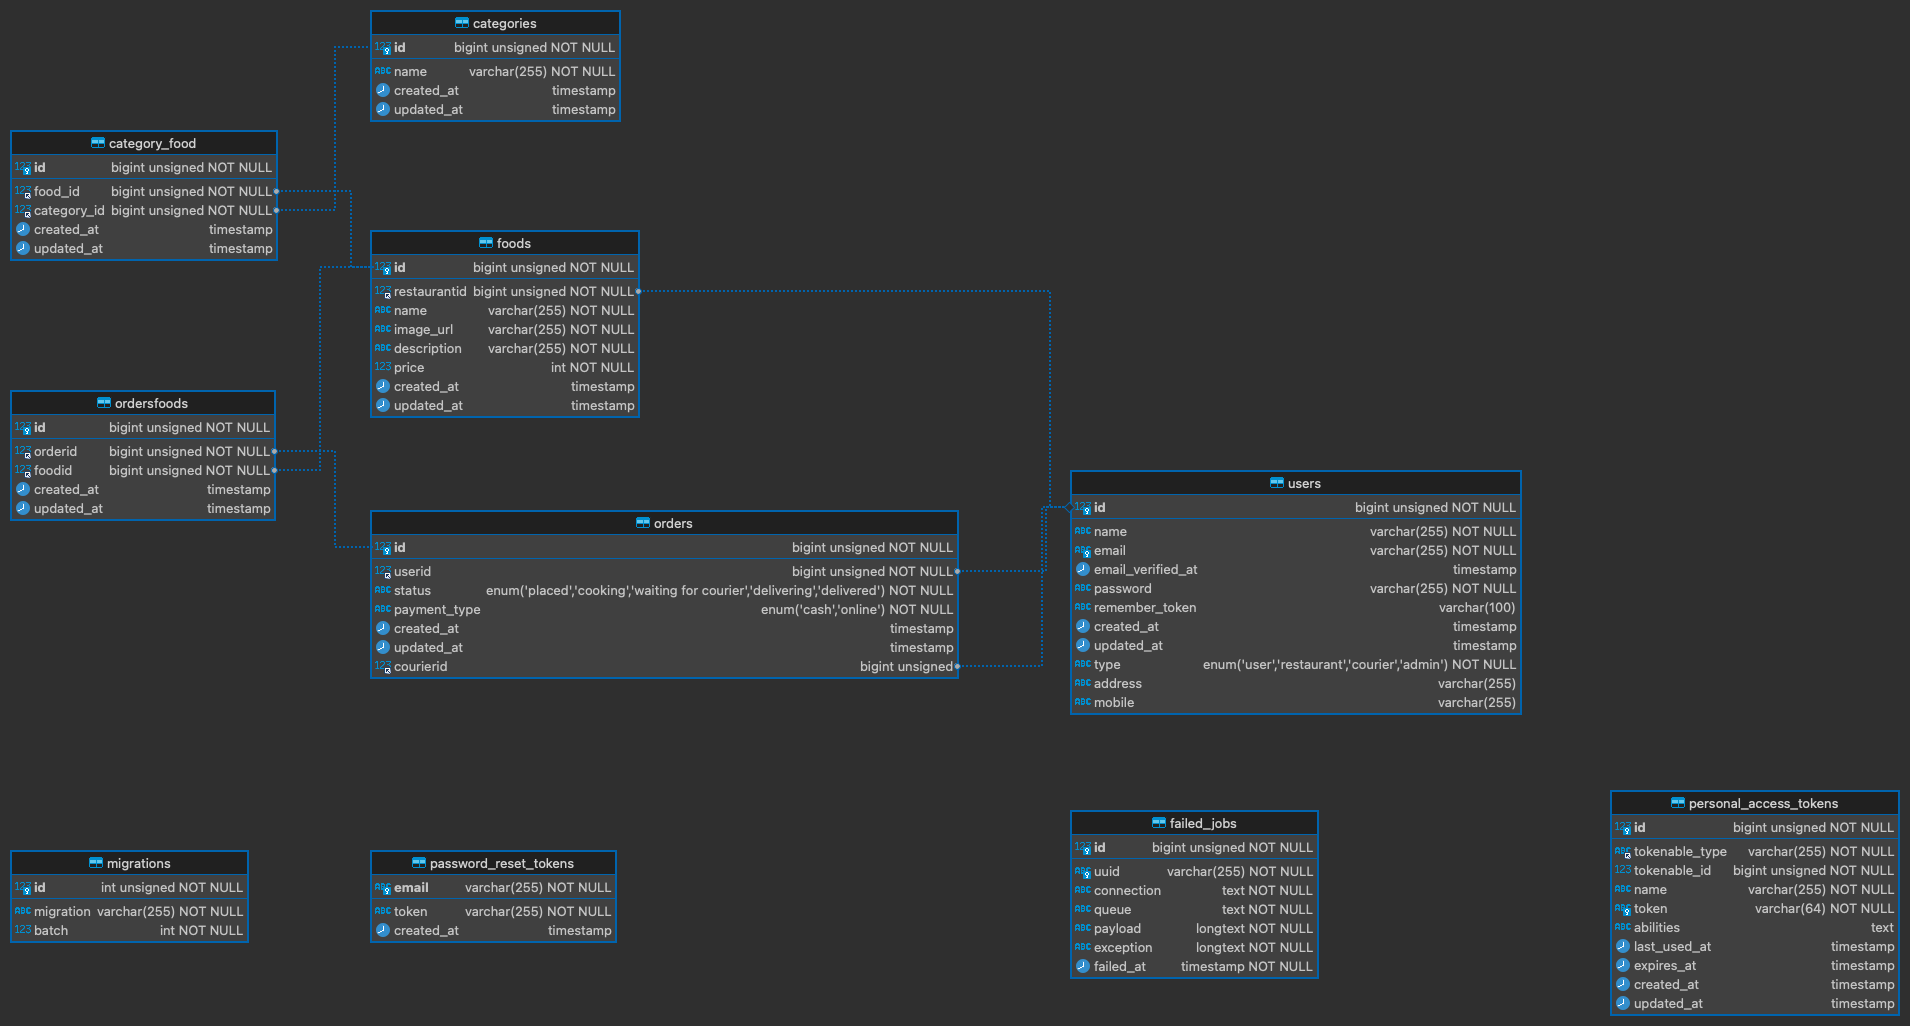 categories
id bigint unsigned NOT NULL
name varchar(255) NOT NULL
created_at timestamp
updated_at timestamp
category_food
id bigint unsigned NOT NULL
food_id bigint unsigned NOT NULL
category_id bigint unsigned NOT NULL
created_at timestamp
updated_at timestamp
foods
id bigint unsigned NOT NULL
restaurantid bigint unsigned NOT NULL
name varchar(255) NOT NULL
image_url varchar(255) NOT NULL
description varchar(255) NOT NULL
price int NOT NULL
created_at timestamp
updated_at timestamp
ordersfoods
id bigint unsigned NOT NULL
orderid bigint unsigned NOT NULL
foodid bigint unsigned NOT NULL
created_at timestamp
updated_at timestamp
orders
id bigint unsigned NOT NULL
userid bigint unsigned NOT NULL
status enum('placed','cooking','waiting for courier','delivering','delivered') NOT NULL
payment_type enum('cash','online') NOT NULL
created_at timestamp
updated_at timestamp
courierid bigint unsigned
users
id bigint unsigned NOT NULL
name varchar(255) NOT NULL
email varchar(255) NOT NULL
email_verified_at timestamp
password varchar(255) NOT NULL
remember_token varchar(100)
created_at timestamp
updated_at timestamp
type enum('user','restaurant','courier','admin') NOT NULL
address varchar(255)
mobile varchar(255)
migrations
id int unsigned NOT NULL
migration varchar(255) NOT NULL
batch int NOT NULL
password_reset_tokens
email varchar(255) NOT NULL
token varchar(255) NOT NULL
created_at timestamp
failed_jobs
id bigint unsigned NOT NULL
uuid varchar(255) NOT NULL
connection text NOT NULL
queue text NOT NULL
payload longtext NOT NULL
exception longtext NOT NULL
failed_at timestamp NOT NULL
personal_access_tokens
id bigint unsigned NOT NULL
tokenable_type varchar(255) NOT NULL
tokenable_id bigint unsigned NOT NULL
name varchar(255) NOT NULL
token varchar(64) NOT NULL
abilities text
last_used_at timestamp
expires_at timestamp
created_at timestamp
updated_at timestamp